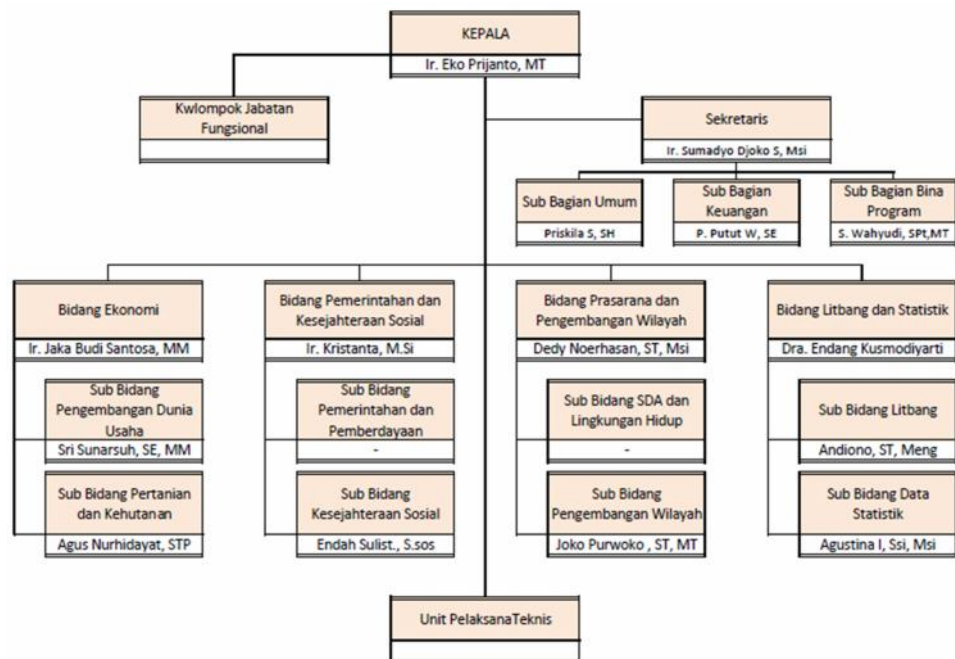 KEPALA
Ir. Eko Prijanto, MT
Kwlompok Jabatan
Fungsional
Sekretaris
Ir. Sumadyo Djoko S, Msi
Sub Bagian Umum
Priskila S, SH
Sub Bagian
Keuangan
P. Putut W, SE
Sub Bagian Bina
Program
S. Wahyudi, SPt,MT
Bidang Ekonomi
Ir. Jaka Budi Santosa, MM
Bidang Pemerintahan dan
Kesejahteraan Sosial
Ir. Kristanta, M.Si
Bidang Prasarana dan
Pengembangan Wilayah
Dedy Noerhasan, ST, Msi
Bidang Litbang dan Statistik
Dra. Endang Kusmodiyarti
Sub Bidang
Pengembangan Dunia
Usaha
Sri Sunarsuh, SE, MM
Sub Bidang
Pemerintahan dan
Pemberdayaan
-
Sub Bidang SDA dan
Lingkungan Hidup
-
Sub Bidang Litbang
Andiono, ST, Meng
Sub Bidang Pertanian
dan Kehutanan
Agus Nurhidayat, STP
Sub Bidang
Kesejahteraan Sosial
Endah Sulist., S.sos
Sub Bidang
Pengembangan Wilayah
Joko Purwoko , ST, MT
Sub Bidang Data
Statistik
Agustina I, Ssi, Msi
Unit PelaksanaTeknis